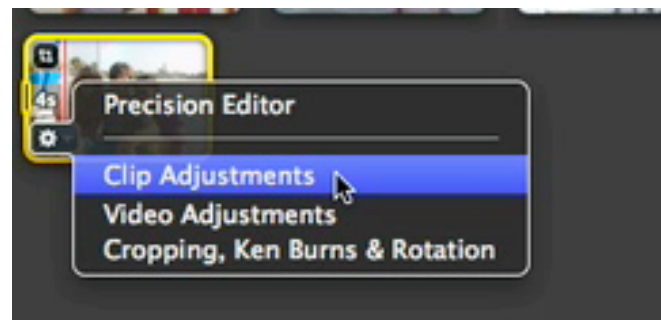 4s
Precision Editor
Clip Adjustments
Video Adjustments
Cropping, Ken Burns & Rotation